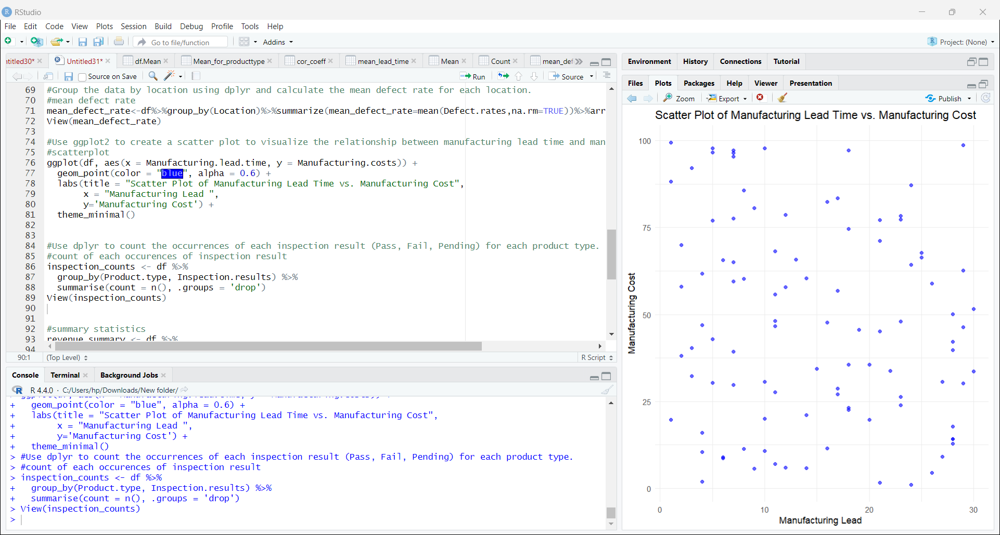 RStudio
File Edit Code View Plots Session Build Debug Profile Tools Help
Go to file/function Addins
Project: (None)
ntitled30* Untitled31* df.Mean Mean_for_producttype cor_coeff mean_lead_time Mean Count mean_def
Source on Save Run Source
69 #Group the data by location using dplyr and calculate the mean defect rate for each location.
70 #mean defect rate
71 mean_defect_rate<-df%>%group_by(Location)%>%summarize(mean_defect_rate=mean(Defect.rates,na.rm=TRUE))%>%arr
72 View(mean_defect_rate)
73
74 #Use ggplot2 to create a scatter plot to visualize the relationship between manufacturing lead time and man
75 #scatterplot
76 ggplot(df, aes(x = Manufacturing.lead.time, y = Manufacturing.costs)) +
77   geom_point(color = "blue", alpha = 0.6) +
78   labs(title = "Scatter Plot of Manufacturing Lead Time vs. Manufacturing Cost",
79        x = "Manufacturing Lead ",
80        y='Manufacturing Cost') +
81   theme_minimal()
82
83
84 #Use dplyr to count the occurrences of each inspection result (Pass, Fail, Pending) for each product type.
85 #count of each occurences of inspection result
86 inspection_counts <- df %>%
87   group_by(Product.type, Inspection.results) %>%
88   summarise(count = n(), .groups = 'drop')
89 View(inspection_counts)
90
91
92 #summary statistics
93 revenue_summary <- df %>%
94
90:1 (Top Level) R Script
Console Terminal Background Jobs
R 4.4.0 · C:/Users/hp/Downloads/New folder/
+   geom_point(color = "blue", alpha = 0.6) +
+   labs(title = "Scatter Plot of Manufacturing Lead Time vs. Manufacturing Cost",
+        x = "Manufacturing Lead ",
+        y='Manufacturing Cost') +
+   theme_minimal()
> #Use dplyr to count the occurrences of each inspection result (Pass, Fail, Pending) for each product type.
> #count of each occurences of inspection result
> inspection_counts <- df %>%
+   group_by(Product.type, Inspection.results) %>%
+   summarise(count = n(), .groups = 'drop')
> View(inspection_counts)
>
Environment History Connections Tutorial
Files Plots Packages Help Viewer Presentation
Zoom Export Publish
Scatter Plot of Manufacturing Lead Time vs. Manufacturing Cost
100
75
50
25
0
Manufacturing Cost
0 10 20 30
Manufacturing Lead